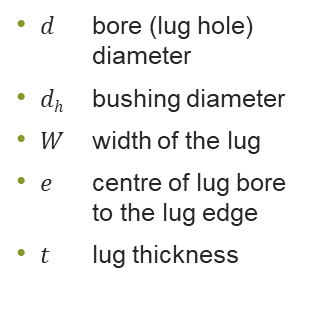 • d bore (lug hole)
diameter
• dₕ bushing diameter
• W width of the lug
• e centre of lug bore
to the lug edge
• t lug thickness